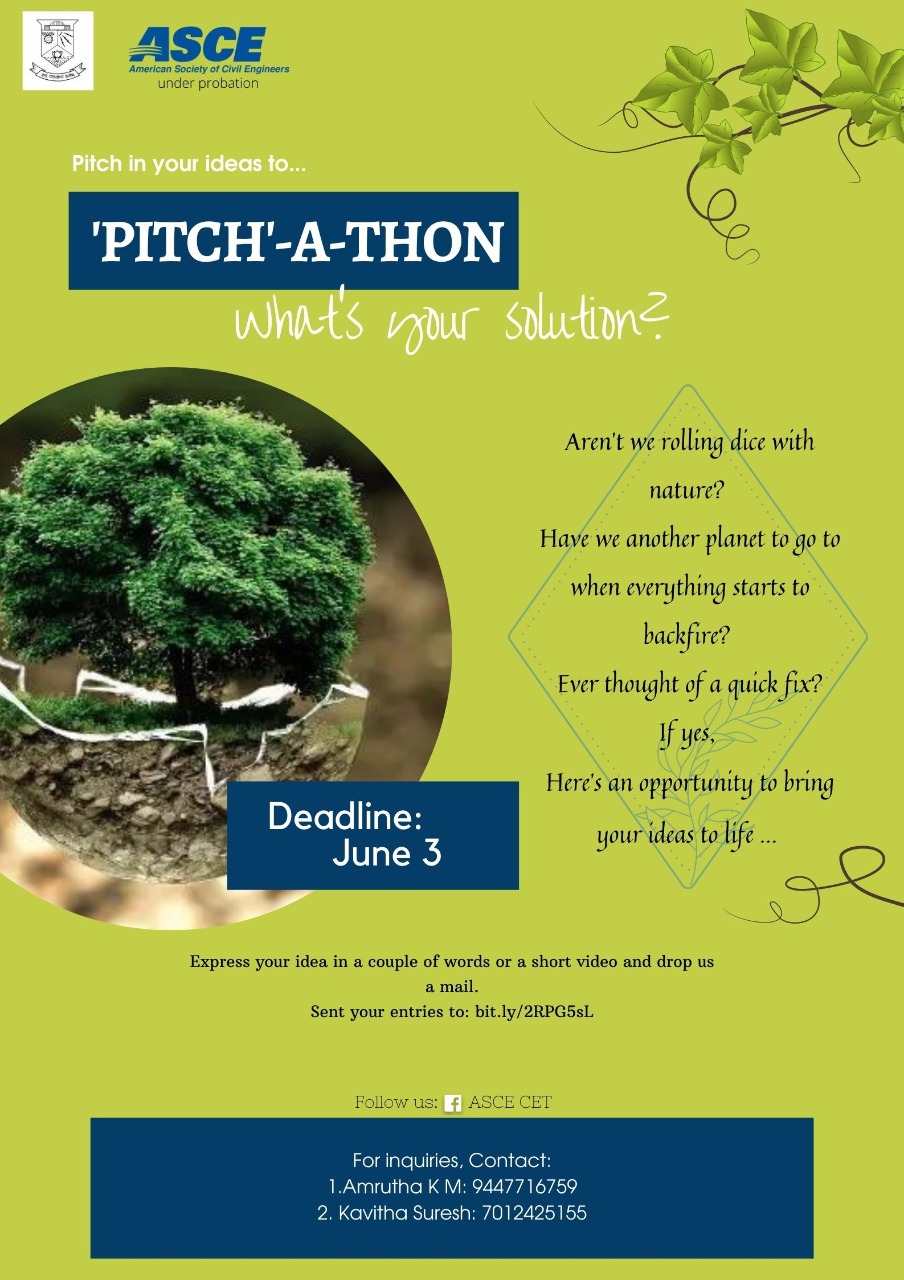 ASCE
American Society of Civil Engineers
under probation
Pitch in your ideas to...
'PITCH'-A-THON
What's your solution?
Aren't we rolling dice with
nature?
Have we another planet to go to
when everything starts to
backfire?
Ever thought of a quick fix?
If yes,
Here's an opportunity to bring
your ideas to life ...
Deadline:
June 3
Express your idea in a couple of words or a short video and drop us
a mail.
Sent your entries to: bit.ly/2RPG5sL
Follow us: ASCE CET
For inquiries, Contact:
1.Amrutha K M: 9447716759
2. Kavitha Suresh: 7012425155